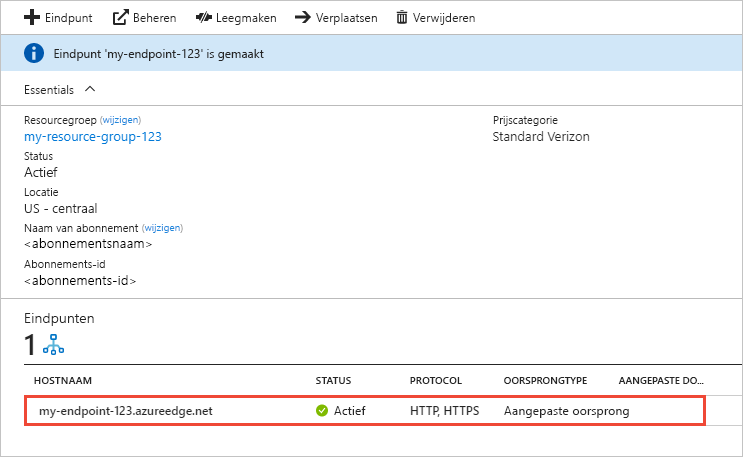 Eindpunt Beheren Leegmaken Verplaatsen Verwijderen
Eindpunt 'my-endpoint-123' is gemaakt
Essentials
Resourcegroep (wijzigen) Prijscategorie
my-resource-group-123 Standard Verizon
Status
Actief
Locatie
US - centraal
Naam van abonnement (wijzigen)
<abonnementsnaam>
Abonnements-id
<abonnements-id>
Eindpunten
1
HOSTNAAM STATUS PROTOCOL OORSPRONGTYPE AANGEPASTE DO...
my-endpoint-123.azureedge.net Actief HTTP, HTTPS Aangepaste oorsprong